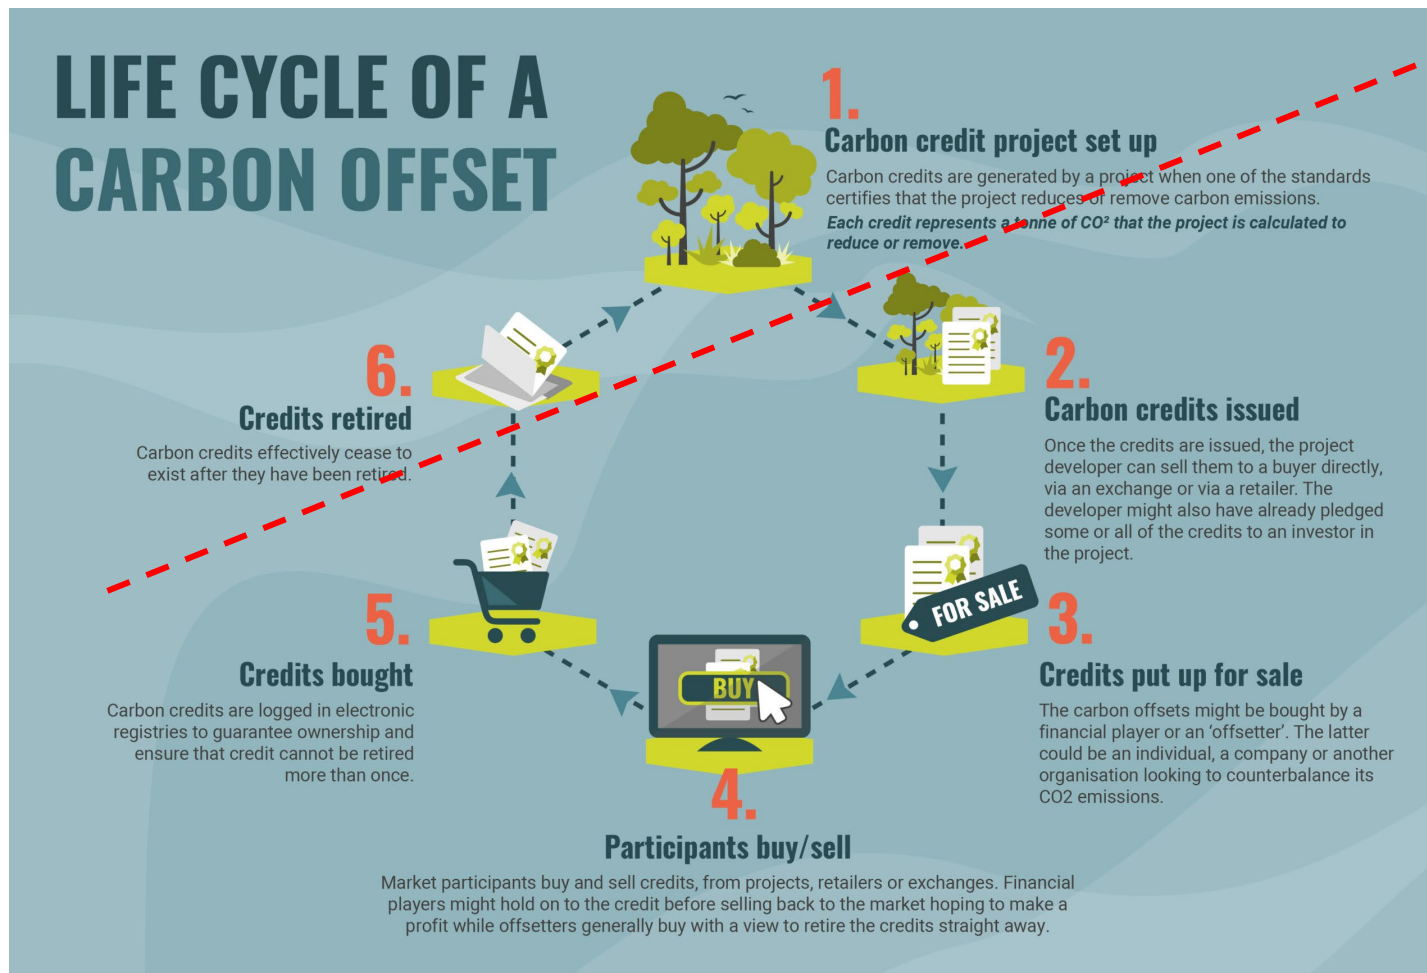 LIFE CYCLE OF A
CARBON OFFSET
1.
Carbon credit project set up
Carbon credits are generated by a project when one of the standards
certifies that the project reduces or remove carbon emissions.
Each credit represents a tonne of CO² that the project is calculated to
reduce or remove.
2.
Carbon credits issued
Once the credits are issued, the project
developer can sell them to a buyer directly,
via an exchange or via a retailer. The
developer might also have already pledged
some or all of the credits to an investor in
the project.
FOR SALE
3.
Credits put up for sale
The carbon offsets might be bought by a
financial player or an ‘offsetter’. The latter
could be an individual, a company or another
organisation looking to counterbalance its
CO2 emissions.
BUY
4.
Participants buy/sell
Market participants buy and sell credits, from projects, retailers or exchanges. Financial
players might hold on to the credit before selling back to the market hoping to make a
profit while offsetters generally buy with a view to retire the credits straight away.
5.
Credits bought
Carbon credits are logged in electronic
registries to guarantee ownership and
ensure that credit cannot be retired
more than once.
6.
Credits retired
Carbon credits effectively cease to
exist after they have been retired.